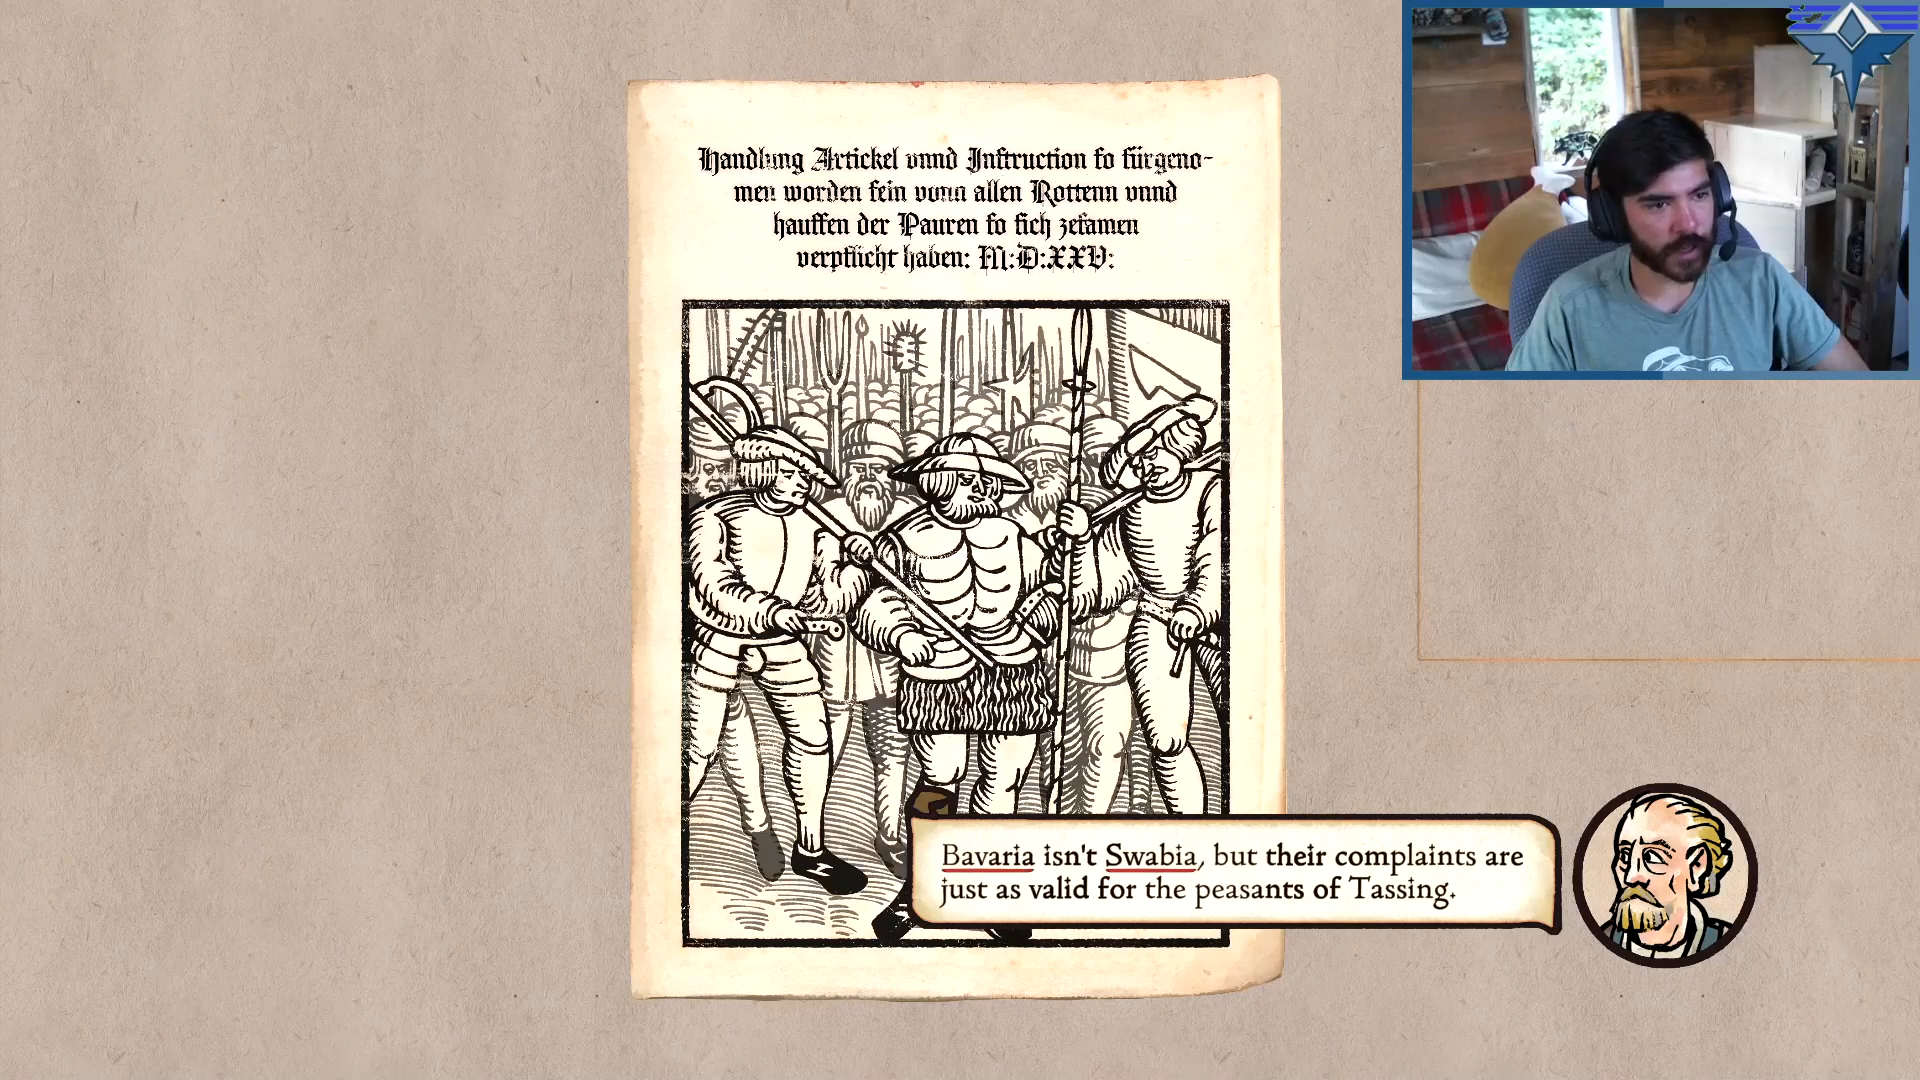 Handlung Artickel vnnd Instruction so fürgeno-
men worden sein vonn allen Rottenn vnnd
hauffen der Pauren so sich zesamen
verpflicht haben: M:D:XXV:
Bavaria isn't Swabia, but their complaints are
just as valid for the peasants of Tassing.